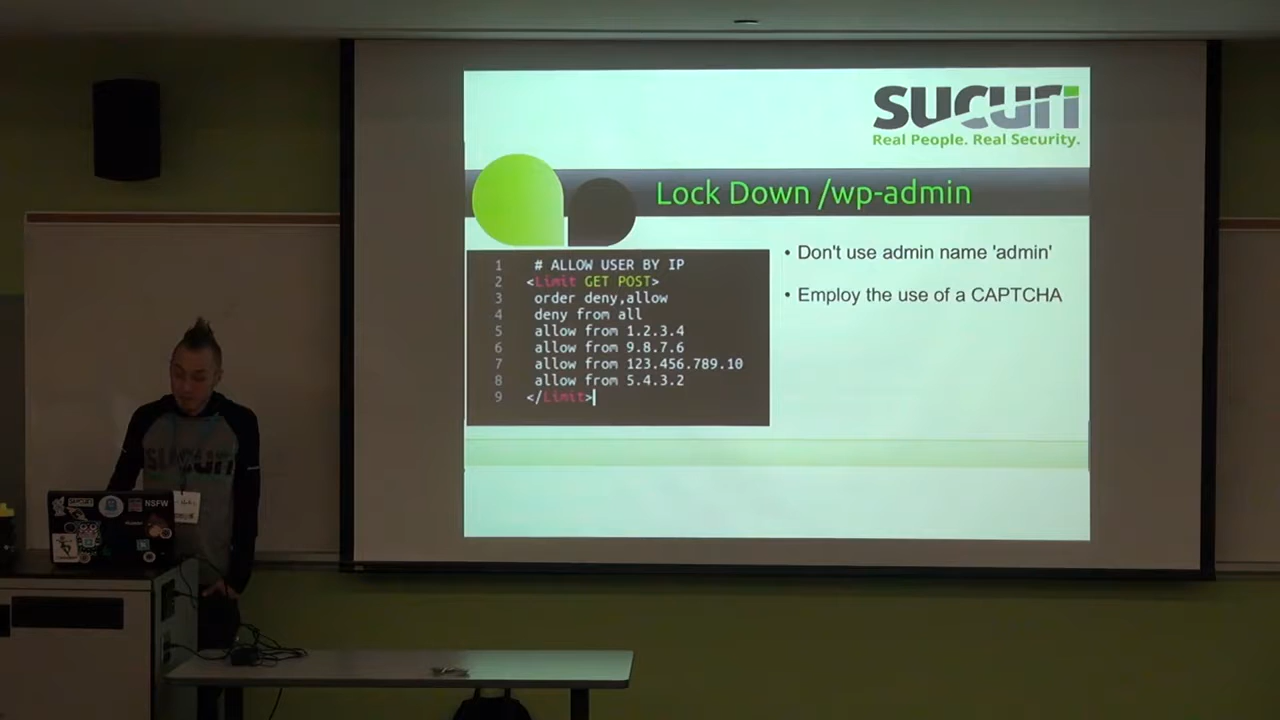 sucuri
Real People. Real Security.
Lock Down /wp-admin
1 # ALLOW USER BY IP
2 <Limit GET POST>
3 order deny,allow
4 deny from all
5 allow from 1.2.3.4
6 allow from 9.8.7.6
7 allow from 123.456.789.10
8 allow from 5.4.3.2
9 </Limit>
• Don't use admin name 'admin'
• Employ the use of a CAPTCHA
sucuri
SUCURI
NSFW